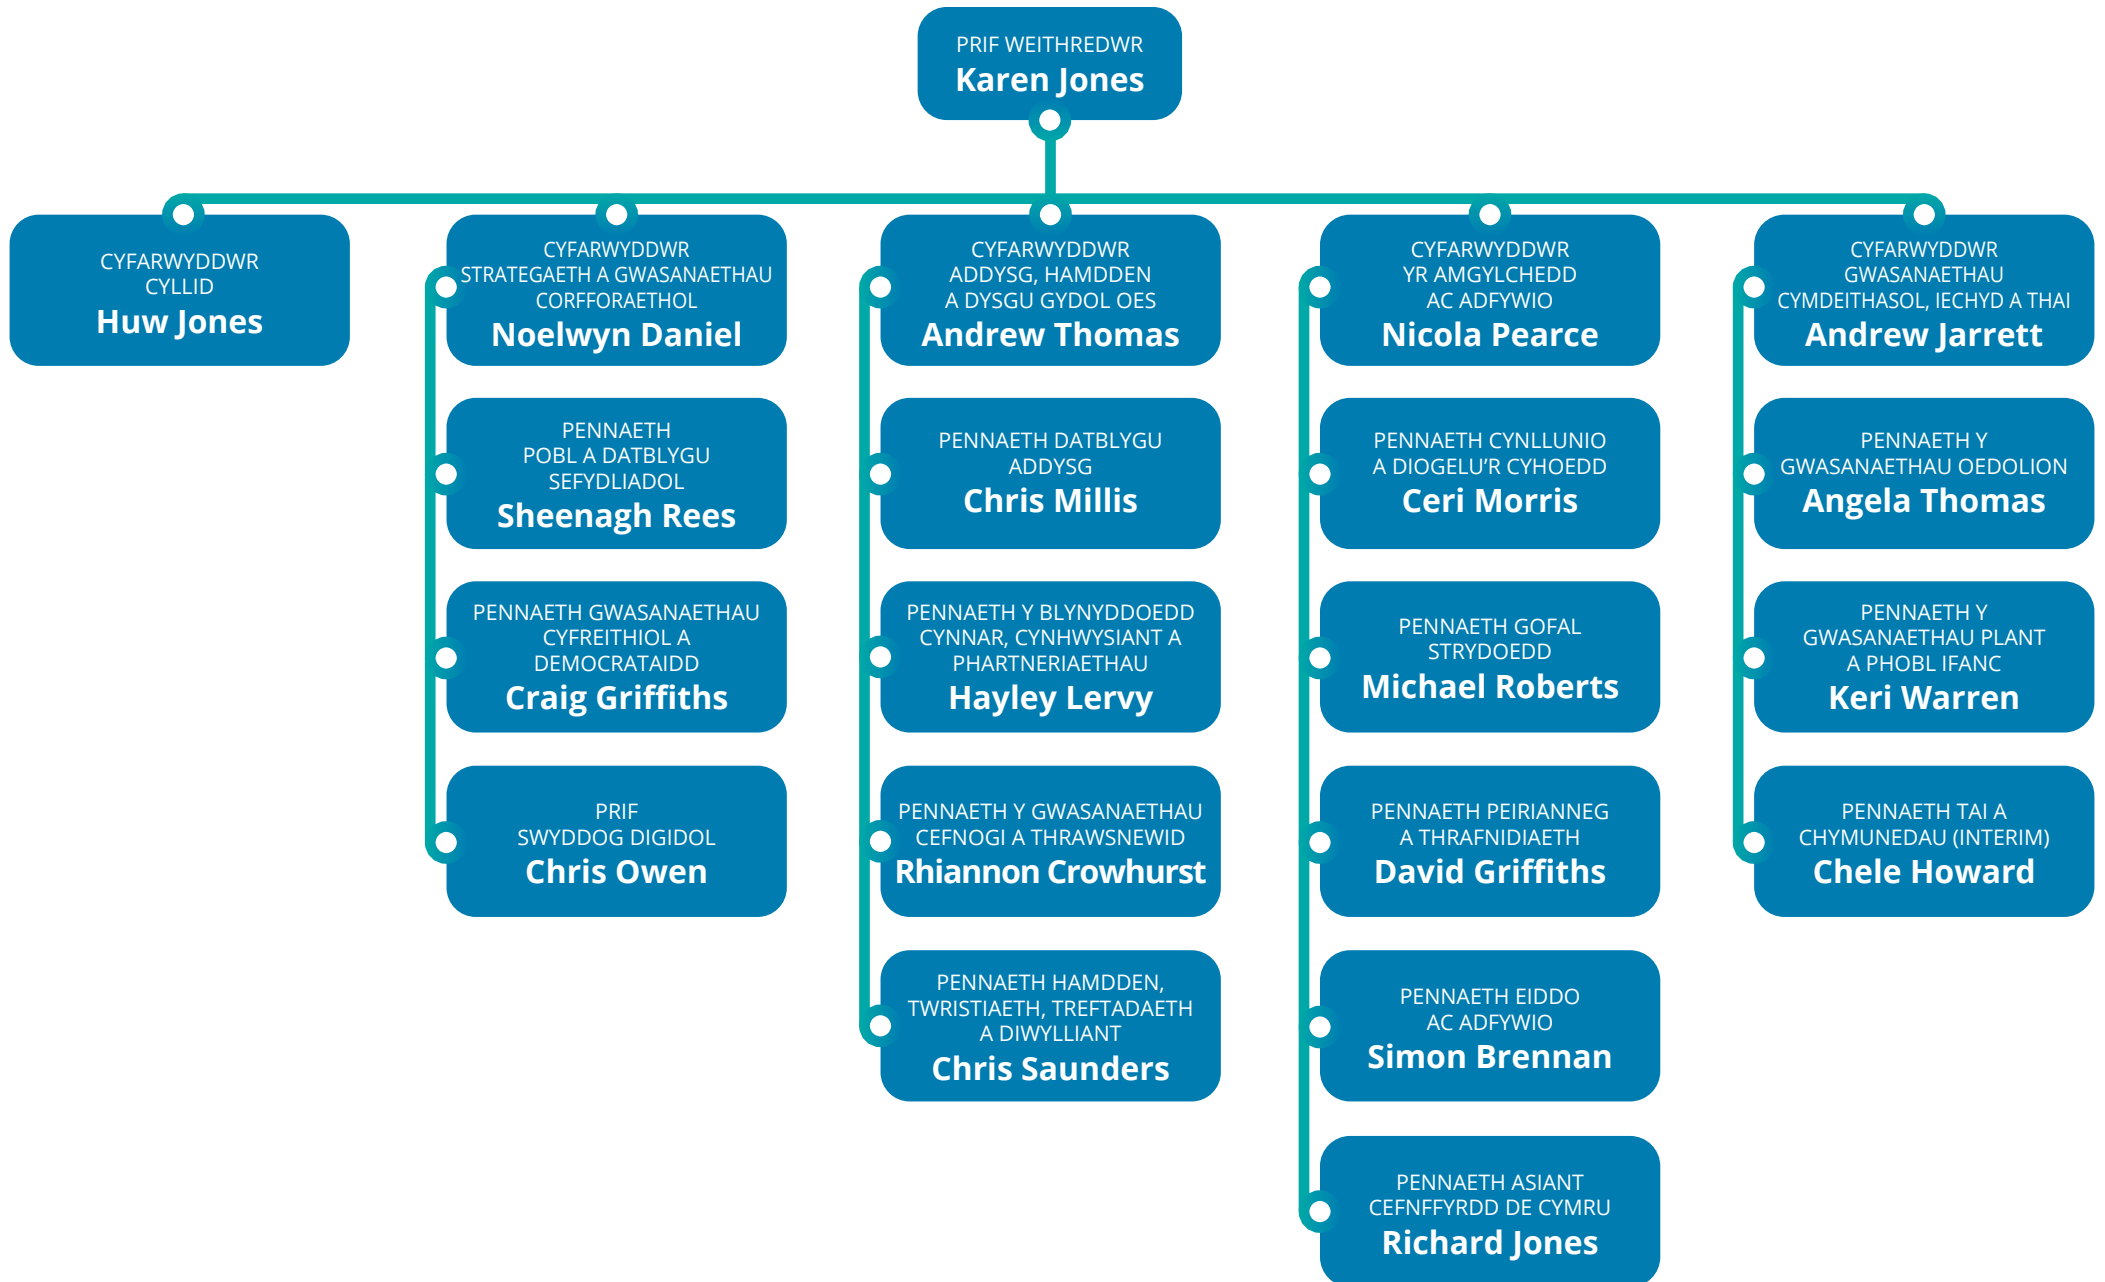 PRIF WEITHREDWR
Karen Jones
CYFARWYDDWR
CYLLID
Huw Jones
CYFARWYDDWR
STRATEGAETH A GWASANAETHAU
CORFFORAETHOL
Noelwyn Daniel
PENNAETH
POBL A DATBLYGU
SEFYDLIADOL
Sheenagh Rees
PENNAETH GWASANAETHAU
CYFREITHIOL A
DEMOCRATAIDD
Craig Griffiths
PRIF
SWYDDOG DIGIDOL
Chris Owen
CYFARWYDDWR
ADDYSG, HAMDDEN
A DYSGU GYDOL OES
Andrew Thomas
PENNAETH DATBLYGU
ADDYSG
Chris Millis
PENNAETH Y BLYNYDDOEDD
CYNNAR, CYNHWYSIANT A
PHARTNERIAETHAU
Hayley Lervy
PENNAETH Y GWASANAETHAU
CEFNOGI A THRAWSNEWID
Rhiannon Crowhurst
PENNAETH HAMDDEN,
TWRISTIAETH, TREFTADAETH
A DIWYLLIANT
Chris Saunders
CYFARWYDDWR
YR AMGYLCHEDD
AC ADFYWIO
Nicola Pearce
PENNAETH CYNLLUNIO
A DIOGELU’R CYHOEDD
Ceri Morris
PENNAETH GOFAL
STRYDOEDD
Michael Roberts
PENNAETH PEIRIANNEG
A THRAFNIDIAETH
David Griffiths
PENNAETH EIDDO
AC ADFYWIO
Simon Brennan
PENNAETH ASIANT
CEFNFFYRDD DE CYMRU
Richard Jones
CYFARWYDDWR
GWASANAETHAU
CYMDEITHASOL, IECHYD A THAI
Andrew Jarrett
PENNAETH Y
GWASANAETHAU OEDOLION
Angela Thomas
PENNAETH Y
GWASANAETHAU PLANT
A PHOBL IFANC
Keri Warren
PENNAETH TAI A
CHYMUNEDAU (INTERIM)
Chele Howard